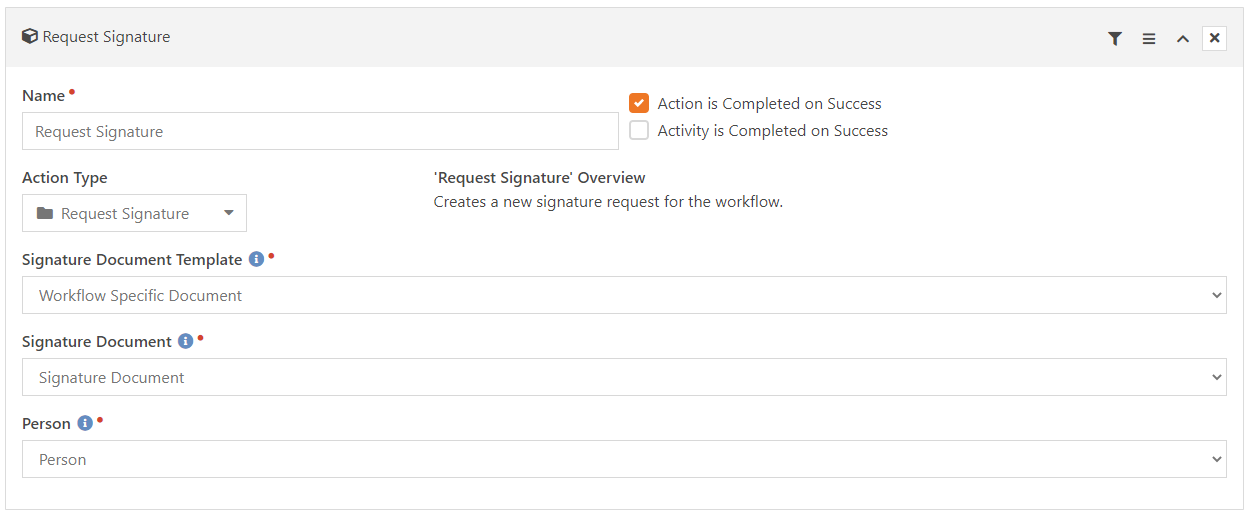 Request Signature
Name
Action is Completed on Success
Request Signature
Activity is Completed on Success
Action Type
'Request Signature' Overview
Request Signature
Creates a new signature request for the workflow.
Signature Document Template
Workflow Specific Document
Signature Document
Signature Document
Person
Person